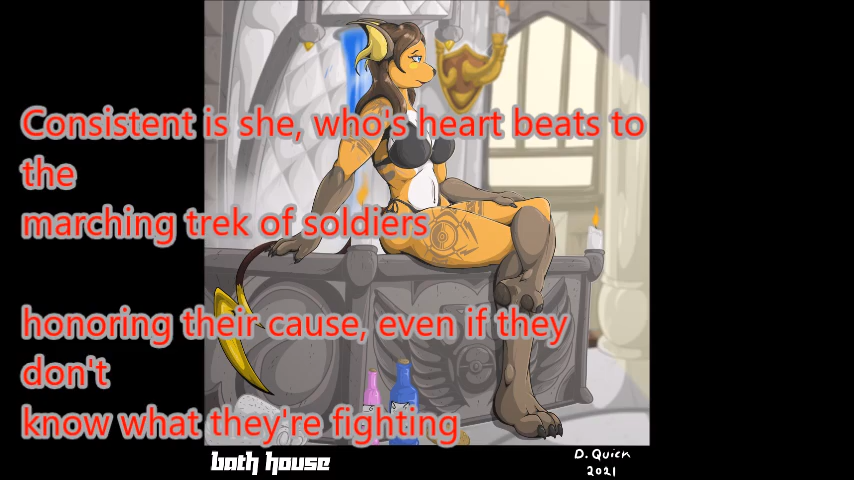 Consistent is she, who's heart beats to
the
marching trek of soldiers
honoring their cause, even if they
don't
know what they're fighting
bath house
D. Quick
2021